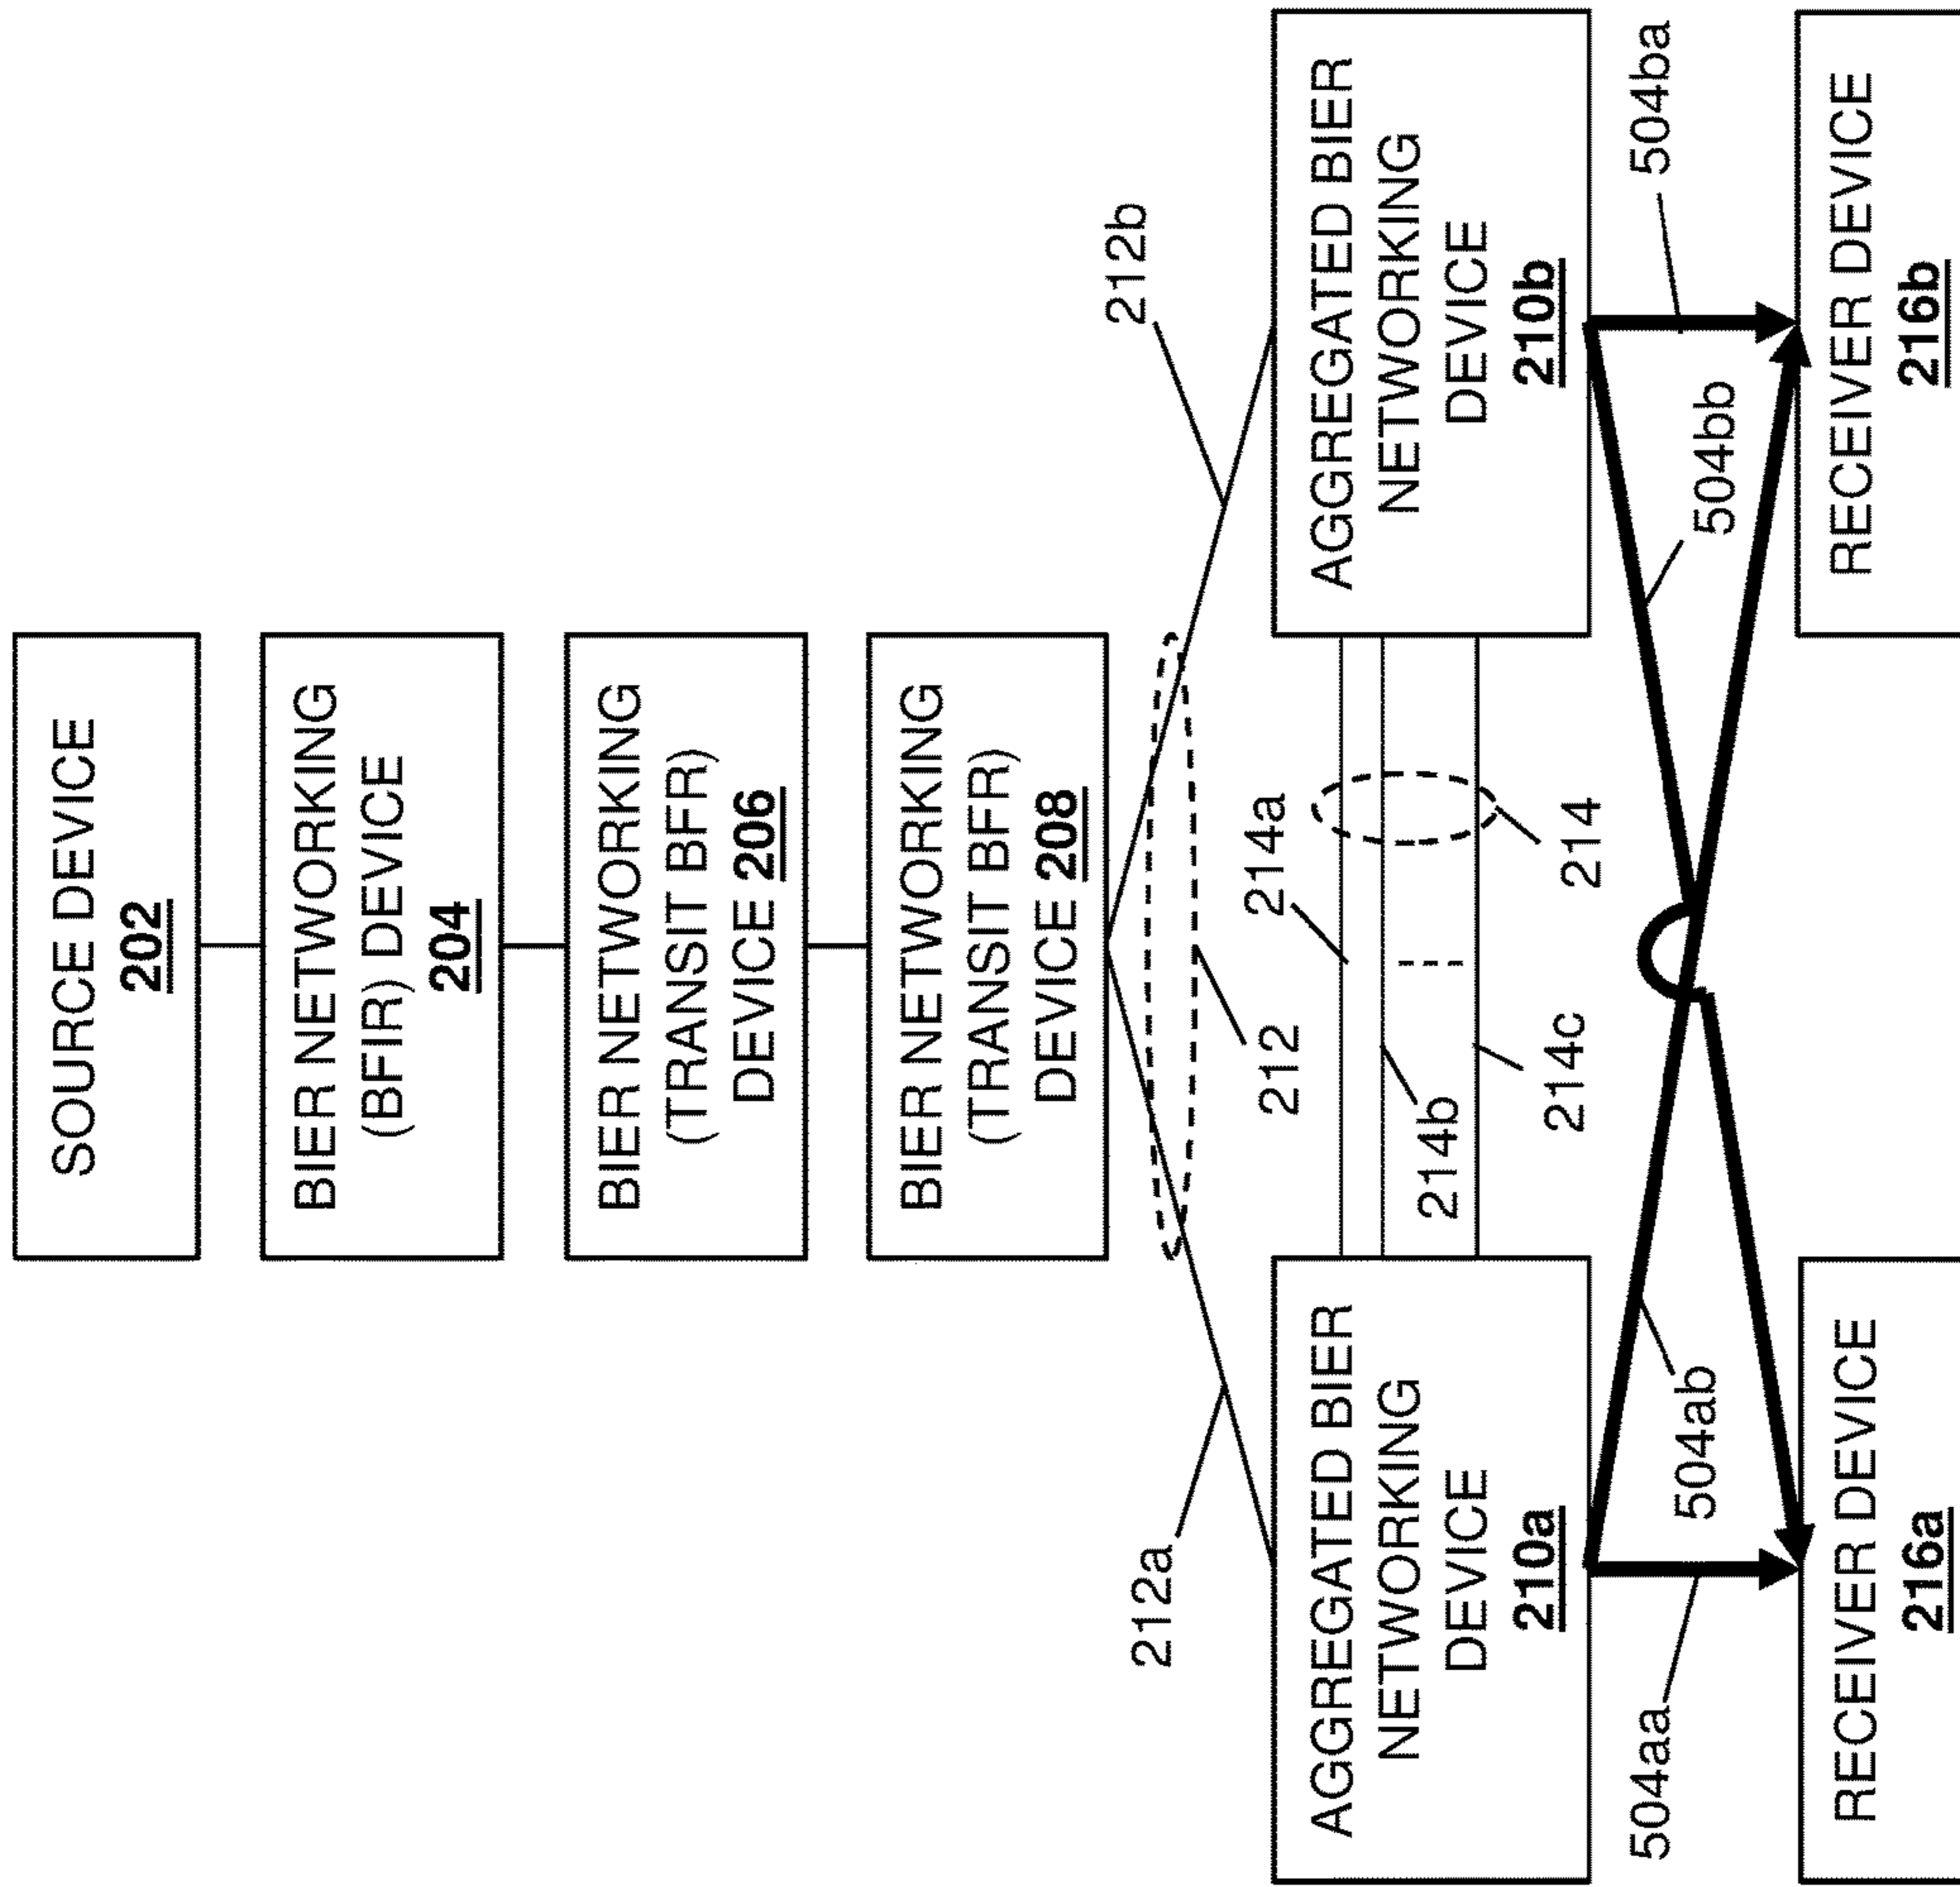 SOURCE DEVICE
202
BIER NETWORKING
(BFIR) DEVICE
204
BIER NETWORKING
(TRANSIT BFR)
DEVICE 206
BIER NETWORKING
(TRANSIT BFR)
DEVICE 208
212a
212
212b
AGGREGATED BIER
NETWORKING
DEVICE
210a
214a
214b
214c
214
AGGREGATED BIER
NETWORKING
DEVICE
210b
504aa
504ab
504bb
504ba
RECEIVER DEVICE
216a
RECEIVER DEVICE
216b